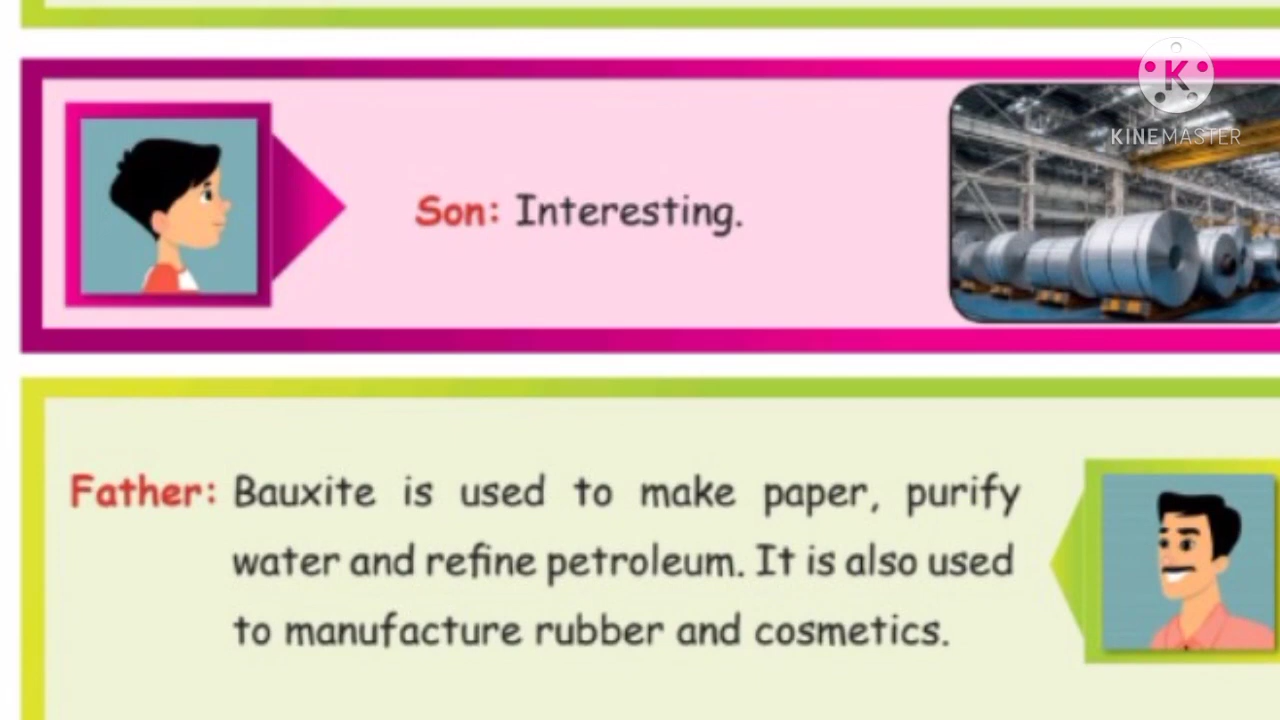 K
KINEMASTER
Son: Interesting.
Father: Bauxite is used to make paper, purify
water and refine petroleum. It is also used
to manufacture rubber and cosmetics.